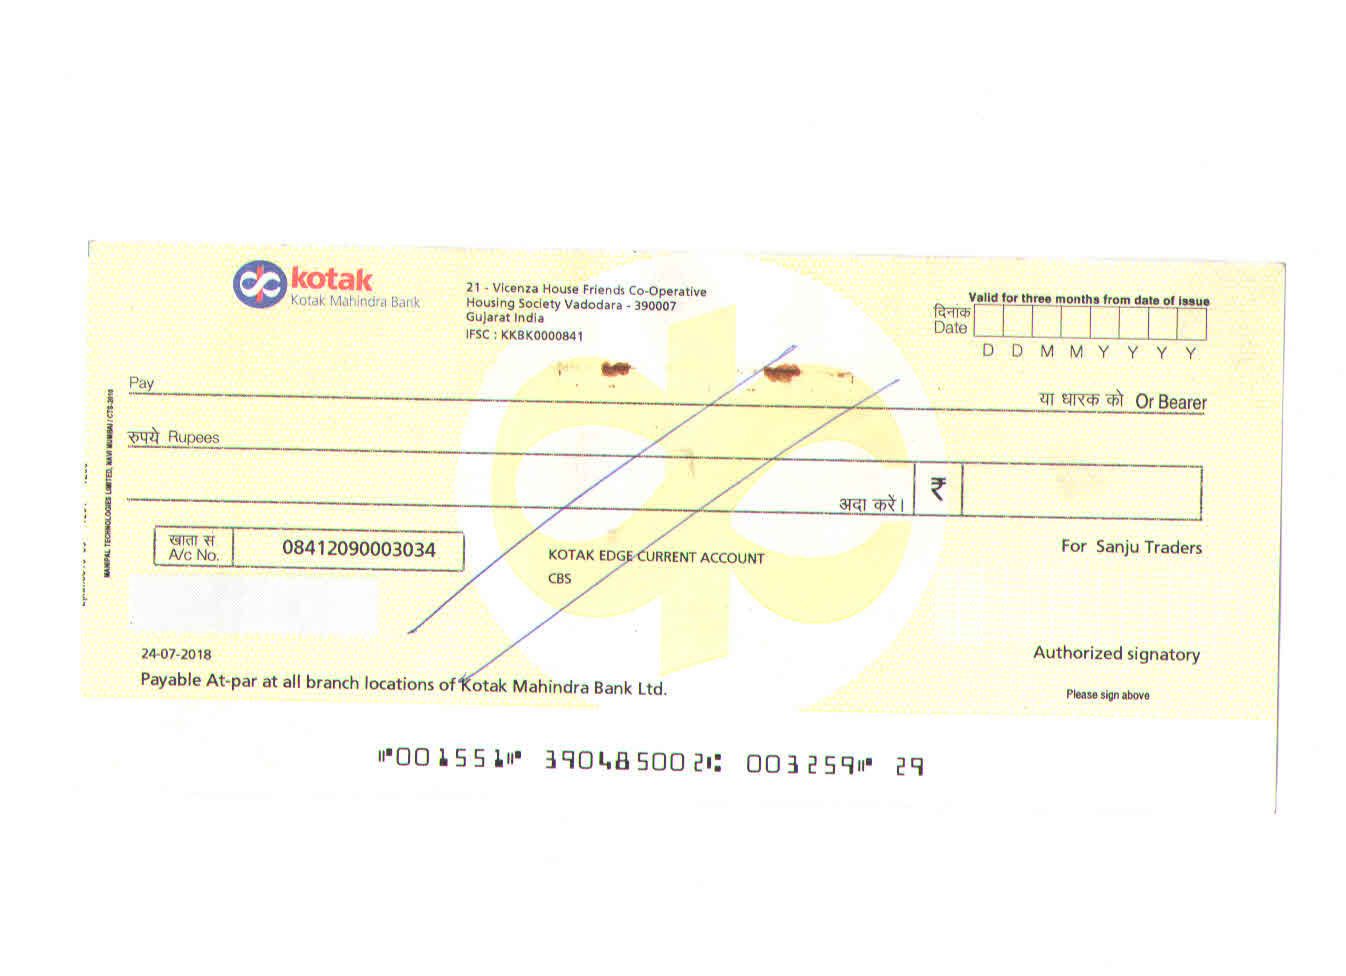 kotak
Kotak Mahindra Bank
21 - Vicenza House Friends Co-Operative
Housing Society Vadodara - 390007
Gujarat India
IFSC : KKBK0000841
Valid for three months from date of issue
दिनांक
Date
D D M M Y Y Y Y
Pay
या धारक को Or Bearer
रुपये Rupees
अदा करें।
₹
खाता सं
A/c No.
08412090003034
KOTAK EDGE CURRENT ACCOUNT
CBS
For Sanju Traders
MANIPAL TECHNOLOGIES LIMITED, NAVI MUMBAI / CTS-2010
24-07-2018
Authorized signatory
Payable At-par at all branch locations of Kotak Mahindra Bank Ltd.
Please sign above
⑈001551⑈ 390485002⑆ 003259⑈ 29